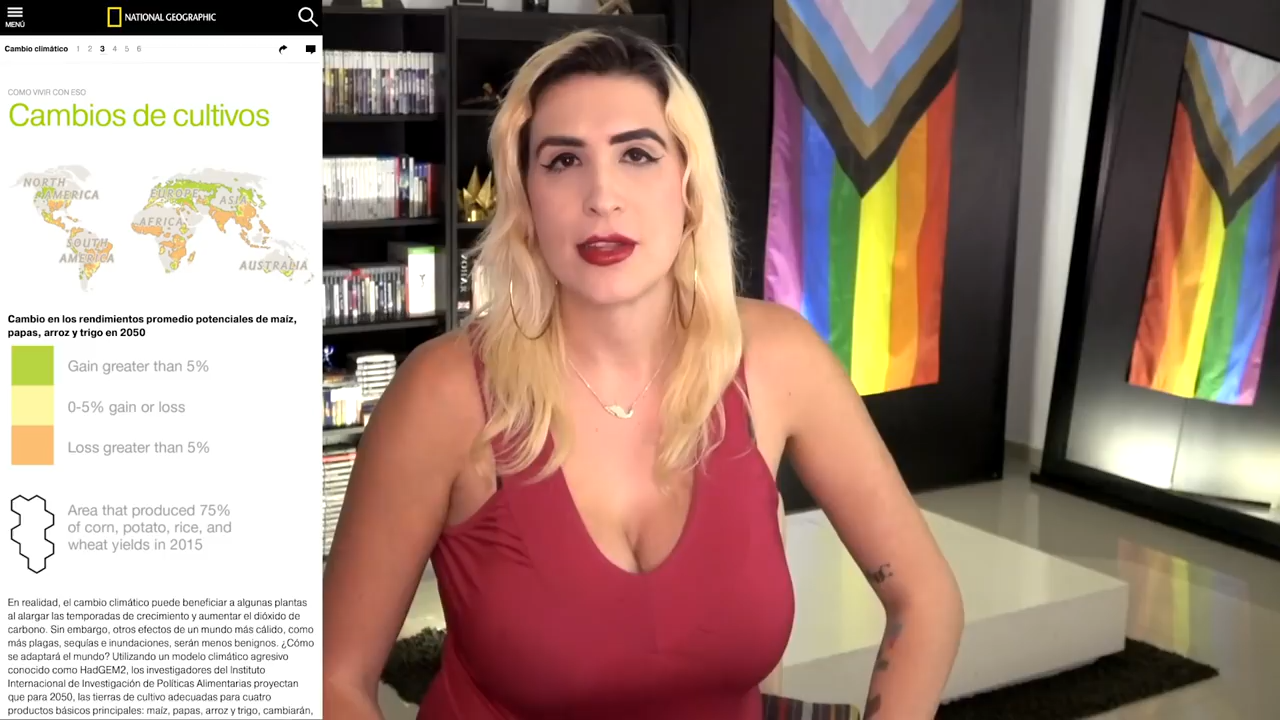 MENÚ
NATIONAL GEOGRAPHIC
Cambio climático 1 2 3 4 5 6
COMO VIVIR CON ESO
Cambios de cultivos
NORTH
AMERICA
EUROPE
ASIA
AFRICA
SOUTH
AMERICA
AUSTRALIA
Cambio en los rendimientos promedio potenciales de maíz,
papas, arroz y trigo en 2050
Gain greater than 5%
0-5% gain or loss
Loss greater than 5%
Area that produced 75%
of corn, potato, rice, and
wheat yields in 2015
En realidad, el cambio climático puede beneficiar a algunas plantas
al alargar las temporadas de crecimiento y aumentar el dióxido de
carbono. Sin embargo, otros efectos de un mundo más cálido, como
más plagas, sequías e inundaciones, serán menos benignos. ¿Cómo
se adaptará el mundo? Utilizando un modelo climático agresivo
conocido como HadGEM2, los investigadores del Instituto
Internacional de Investigación de Políticas Alimentarias proyectan
que para 2050, las tierras de cultivo adecuadas para cuatro
productos básicos principales: maíz, papas, arroz y trigo, cambiarán,